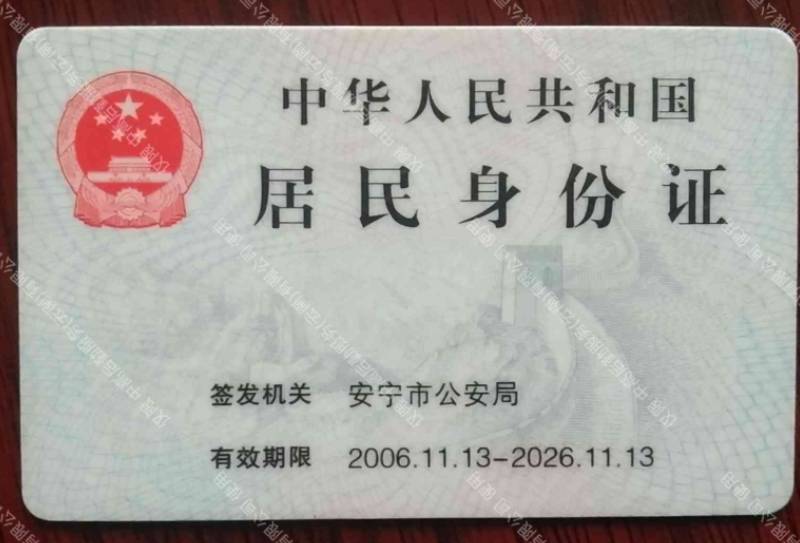 中华人民共和国
居民身份证
签发机关 安宁市公安局
有效期限 2006.11.13-2026.11.13